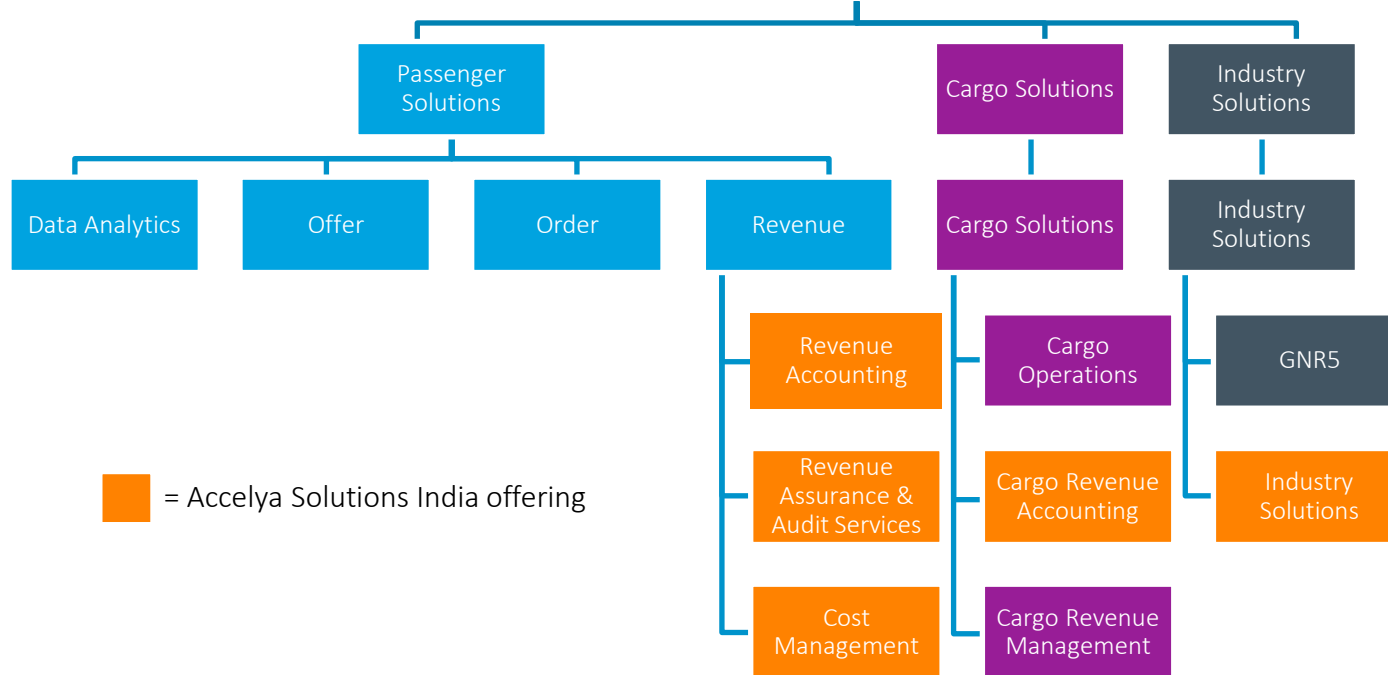 Passenger
Solutions
Cargo Solutions
Industry
Solutions
Data Analytics
Offer
Order
Revenue
Cargo Solutions
Industry
Solutions
Revenue
Accounting
Cargo
Operations
GNR5
= Accelya Solutions India offering
Revenue
Assurance &
Audit Services
Cargo Revenue
Accounting
Industry
Solutions
Cost
Management
Cargo Revenue
Management